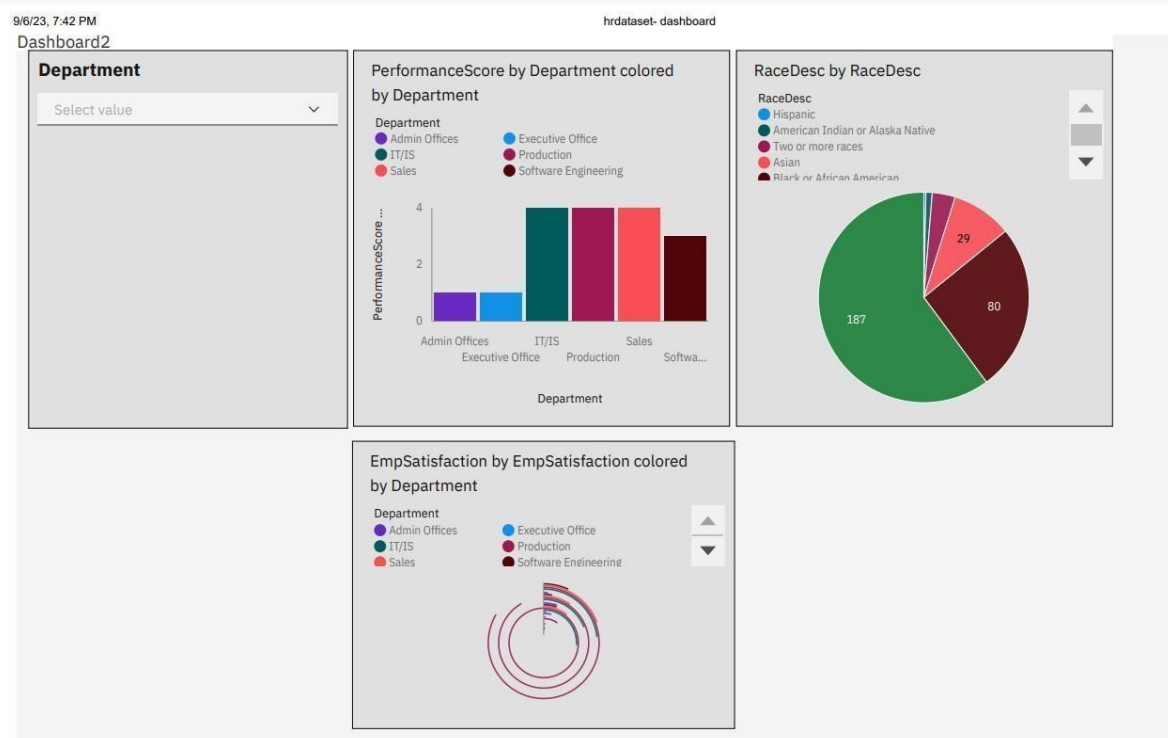 9/6/23, 7:42 PM
hrdataset- dashboard
Dashboard2
Department
Select value
PerformanceScore by Department colored
by Department
Department
Admin Offices
Executive Office
IT/IS
Production
Sales
Software Engineering
PerformanceScore ...
4
2
0
Admin Offices
IT/IS
Sales
Executive Office
Production
Softwa...
Department
RaceDesc by RaceDesc
RaceDesc
Hispanic
American Indian or Alaska Native
Two or more races
Asian
Black or African American
29
80
187
EmpSatisfaction by EmpSatisfaction colored
by Department
Department
Admin Offices
Executive Office
IT/IS
Production
Sales
Software Engineering